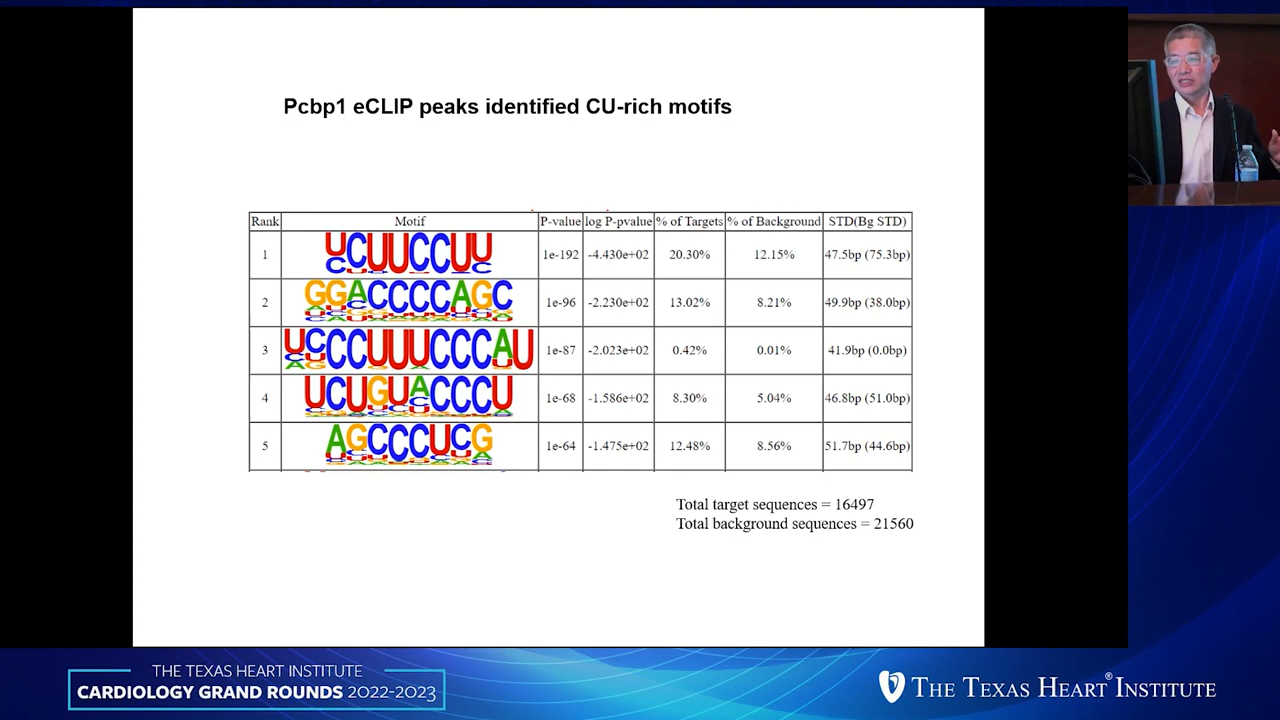 Pcbp1 eCLIP peaks identified CU-rich motifs
Rank Motif P-value log P-pvalue % of Targets % of Background STD(Bg STD)
1 UCUUCCUU 1e-192 -4.430e+02 20.30% 12.15% 47.5bp (75.3bp)
2 GGACCCCAGC 1e-96 -2.230e+02 13.02% 8.21% 49.9bp (38.0bp)
3 UCCCUUUCCCAU 1e-87 -2.023e+02 0.42% 0.01% 41.9bp (0.0bp)
4 UCUGUACCCU 1e-68 -1.586e+02 8.30% 5.04% 46.8bp (51.0bp)
5 AGCCCUCG 1e-64 -1.475e+02 12.48% 8.56% 51.7bp (44.6bp)
Total target sequences = 16497
Total background sequences = 21560
THE TEXAS HEART INSTITUTE
CARDIOLOGY GRAND ROUNDS 2022-2023
THE TEXAS HEART® INSTITUTE